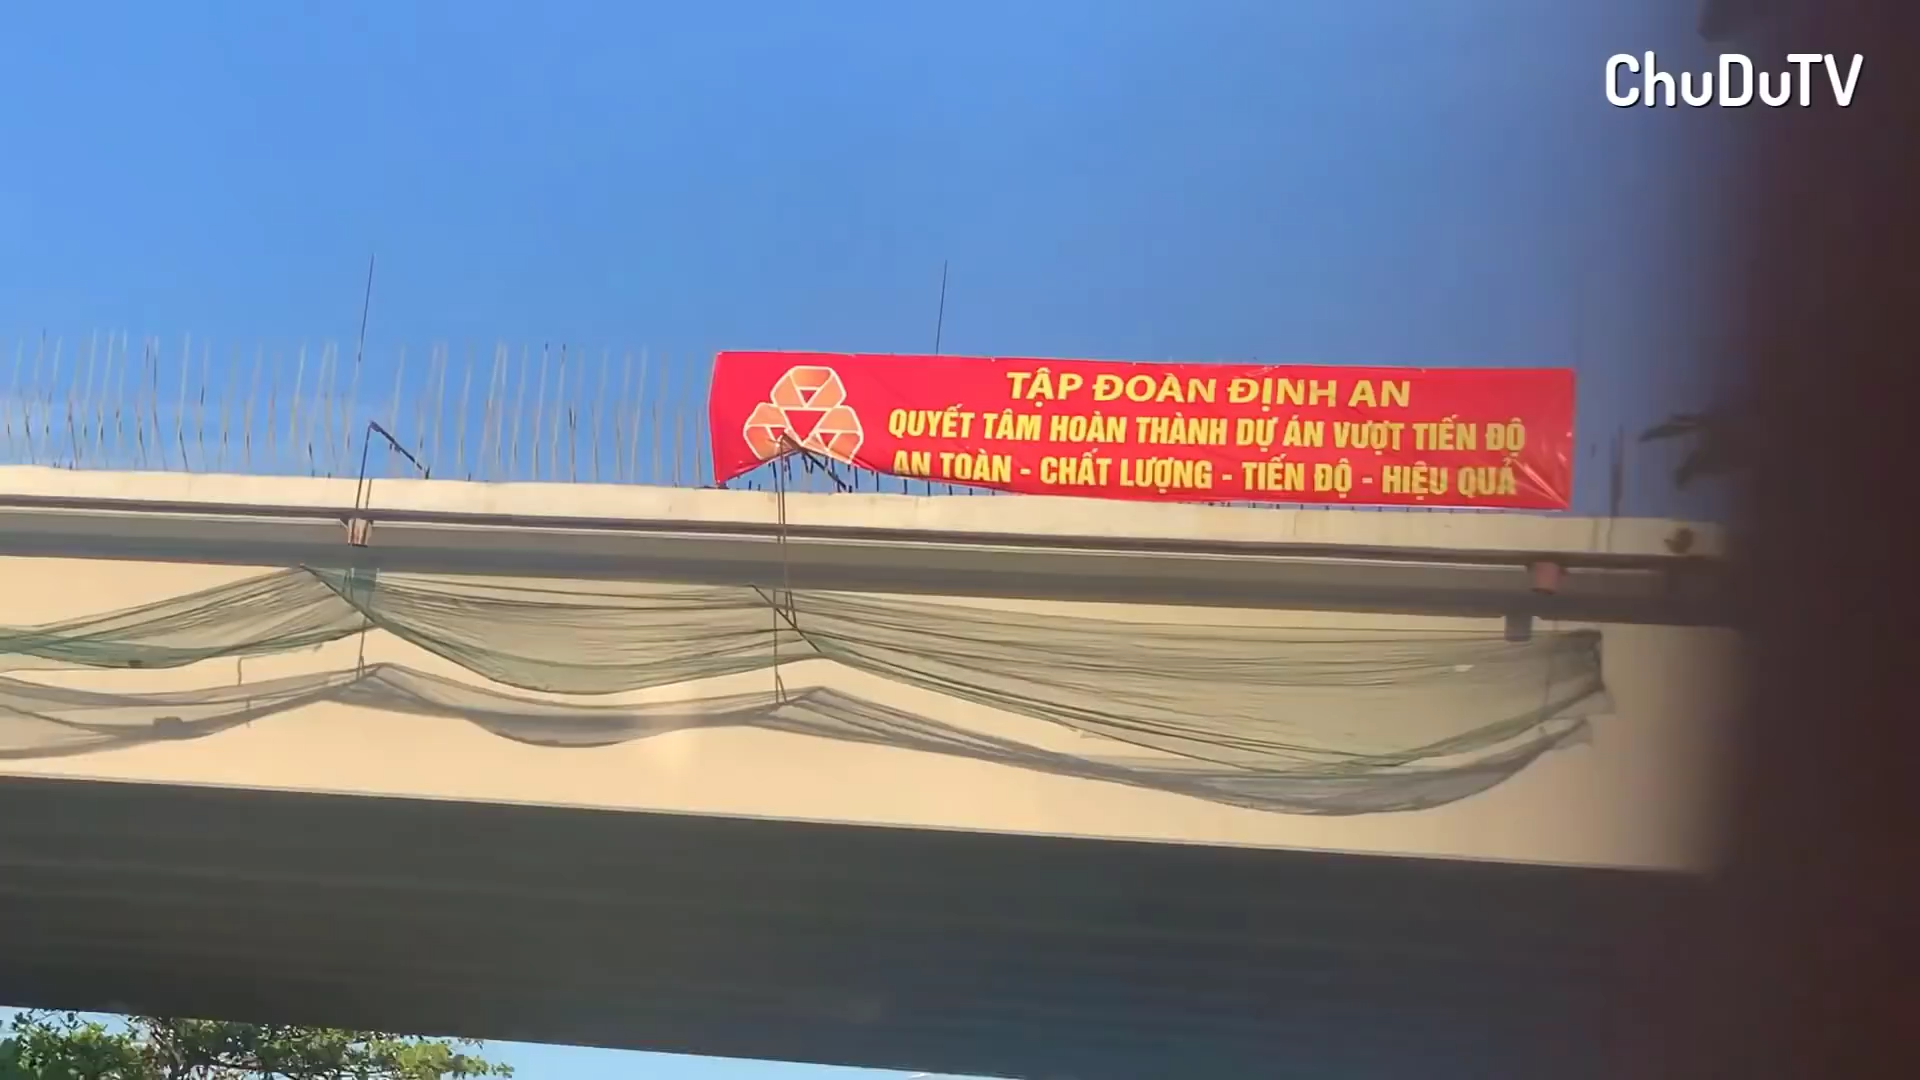 ChuDuTV
TẬP ĐOÀN ĐỊNH AN
QUYẾT TÂM HOÀN THÀNH DỰ ÁN VƯỢT TIẾN ĐỘ
AN TOÀN - CHẤT LƯỢNG - TIẾN ĐỘ - HIỆU QUẢ